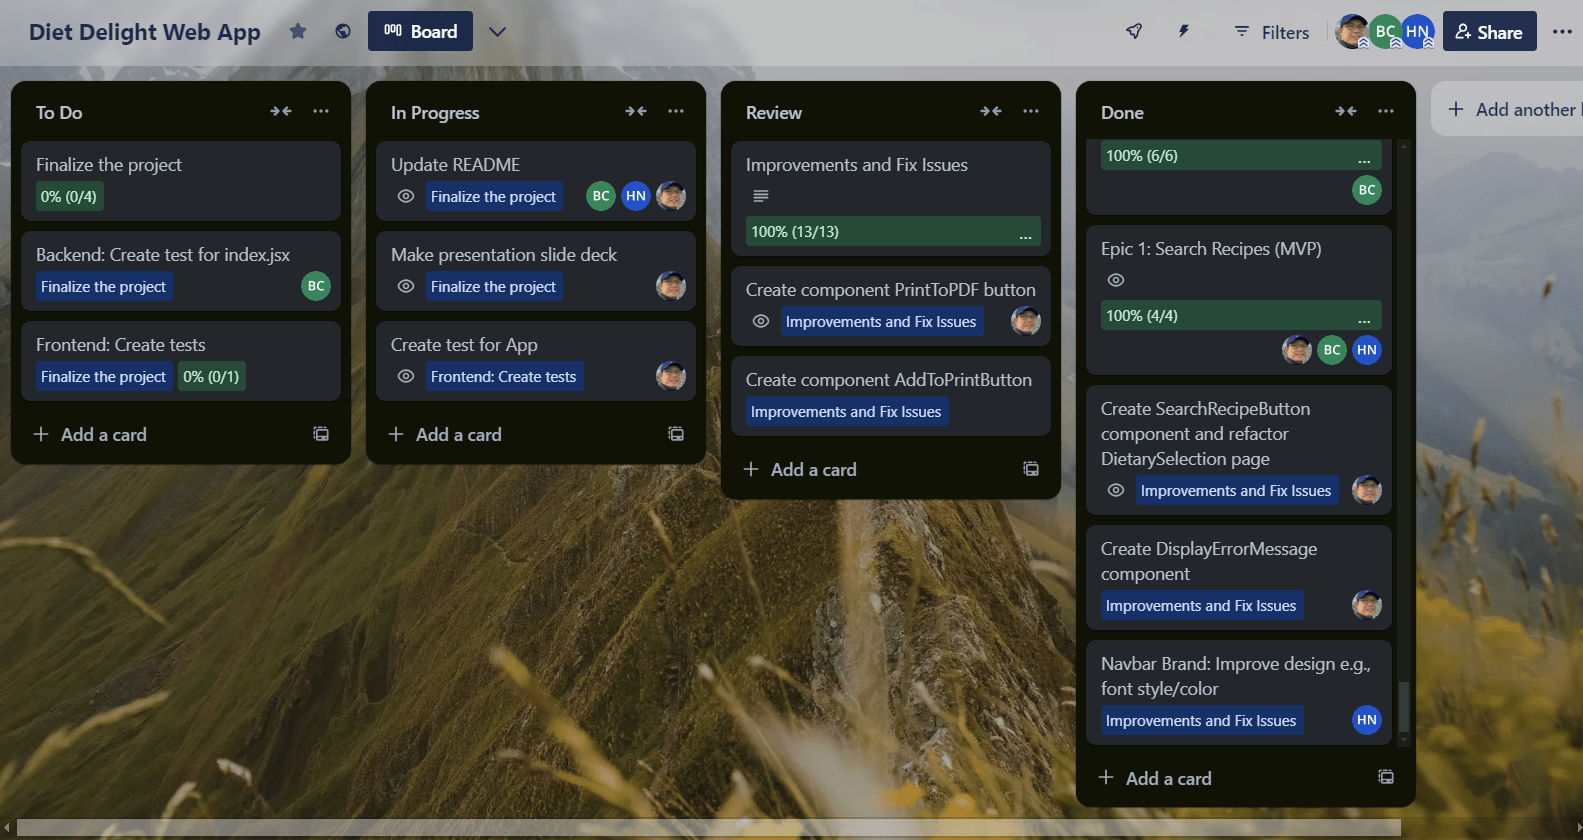 Diet Delight Web App
Board
Filters
BC
HN
Share
To Do
Finalize the project
0% (0/4)
Backend: Create test for index.jsx
Finalize the project
BC
Frontend: Create tests
Finalize the project
0% (0/1)
Add a card
In Progress
Update README
Finalize the project
BC
HN
Make presentation slide deck
Finalize the project
Create test for App
Frontend: Create tests
Add a card
Review
Improvements and Fix Issues
100% (13/13)
...
Create component PrintToPDF button
Improvements and Fix Issues
Create component AddToPrintButton
Improvements and Fix Issues
Add a card
Done
100% (6/6)
...
BC
Epic 1: Search Recipes (MVP)
100% (4/4)
...
BC
HN
Create SearchRecipeButton
component and refactor
DietarySelection page
Improvements and Fix Issues
Create DisplayErrorMessage
component
Improvements and Fix Issues
Navbar Brand: Improve design e.g.,
font style/color
Improvements and Fix Issues
HN
Add a card
Add another